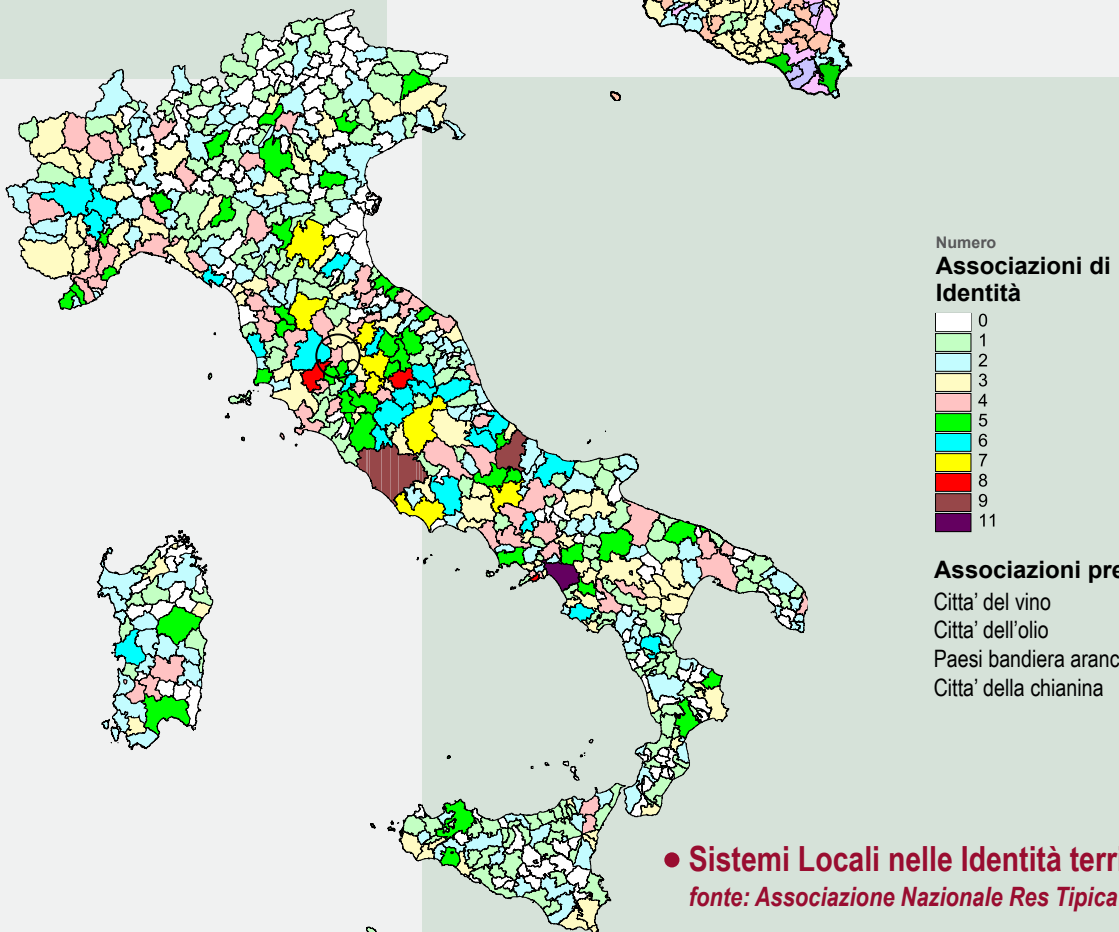 Numero
Associazioni di
Identità
0
1
2
3
4
5
6
7
8
9
11
Associazioni pre
Citta' del vino
Citta' dell'olio
Paesi bandiera aranc
Citta' della chianina
• Sistemi Locali nelle Identità terr
fonte: Associazione Nazionale Res Tipica